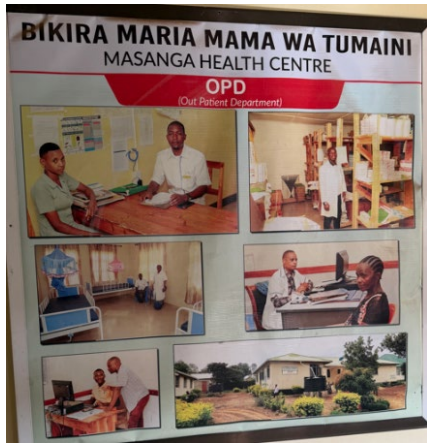 BIKIRA MARIA MAMA WA TUMAINI
MASANGA HEALTH CENTRE
OPD
(Out Patient Department)